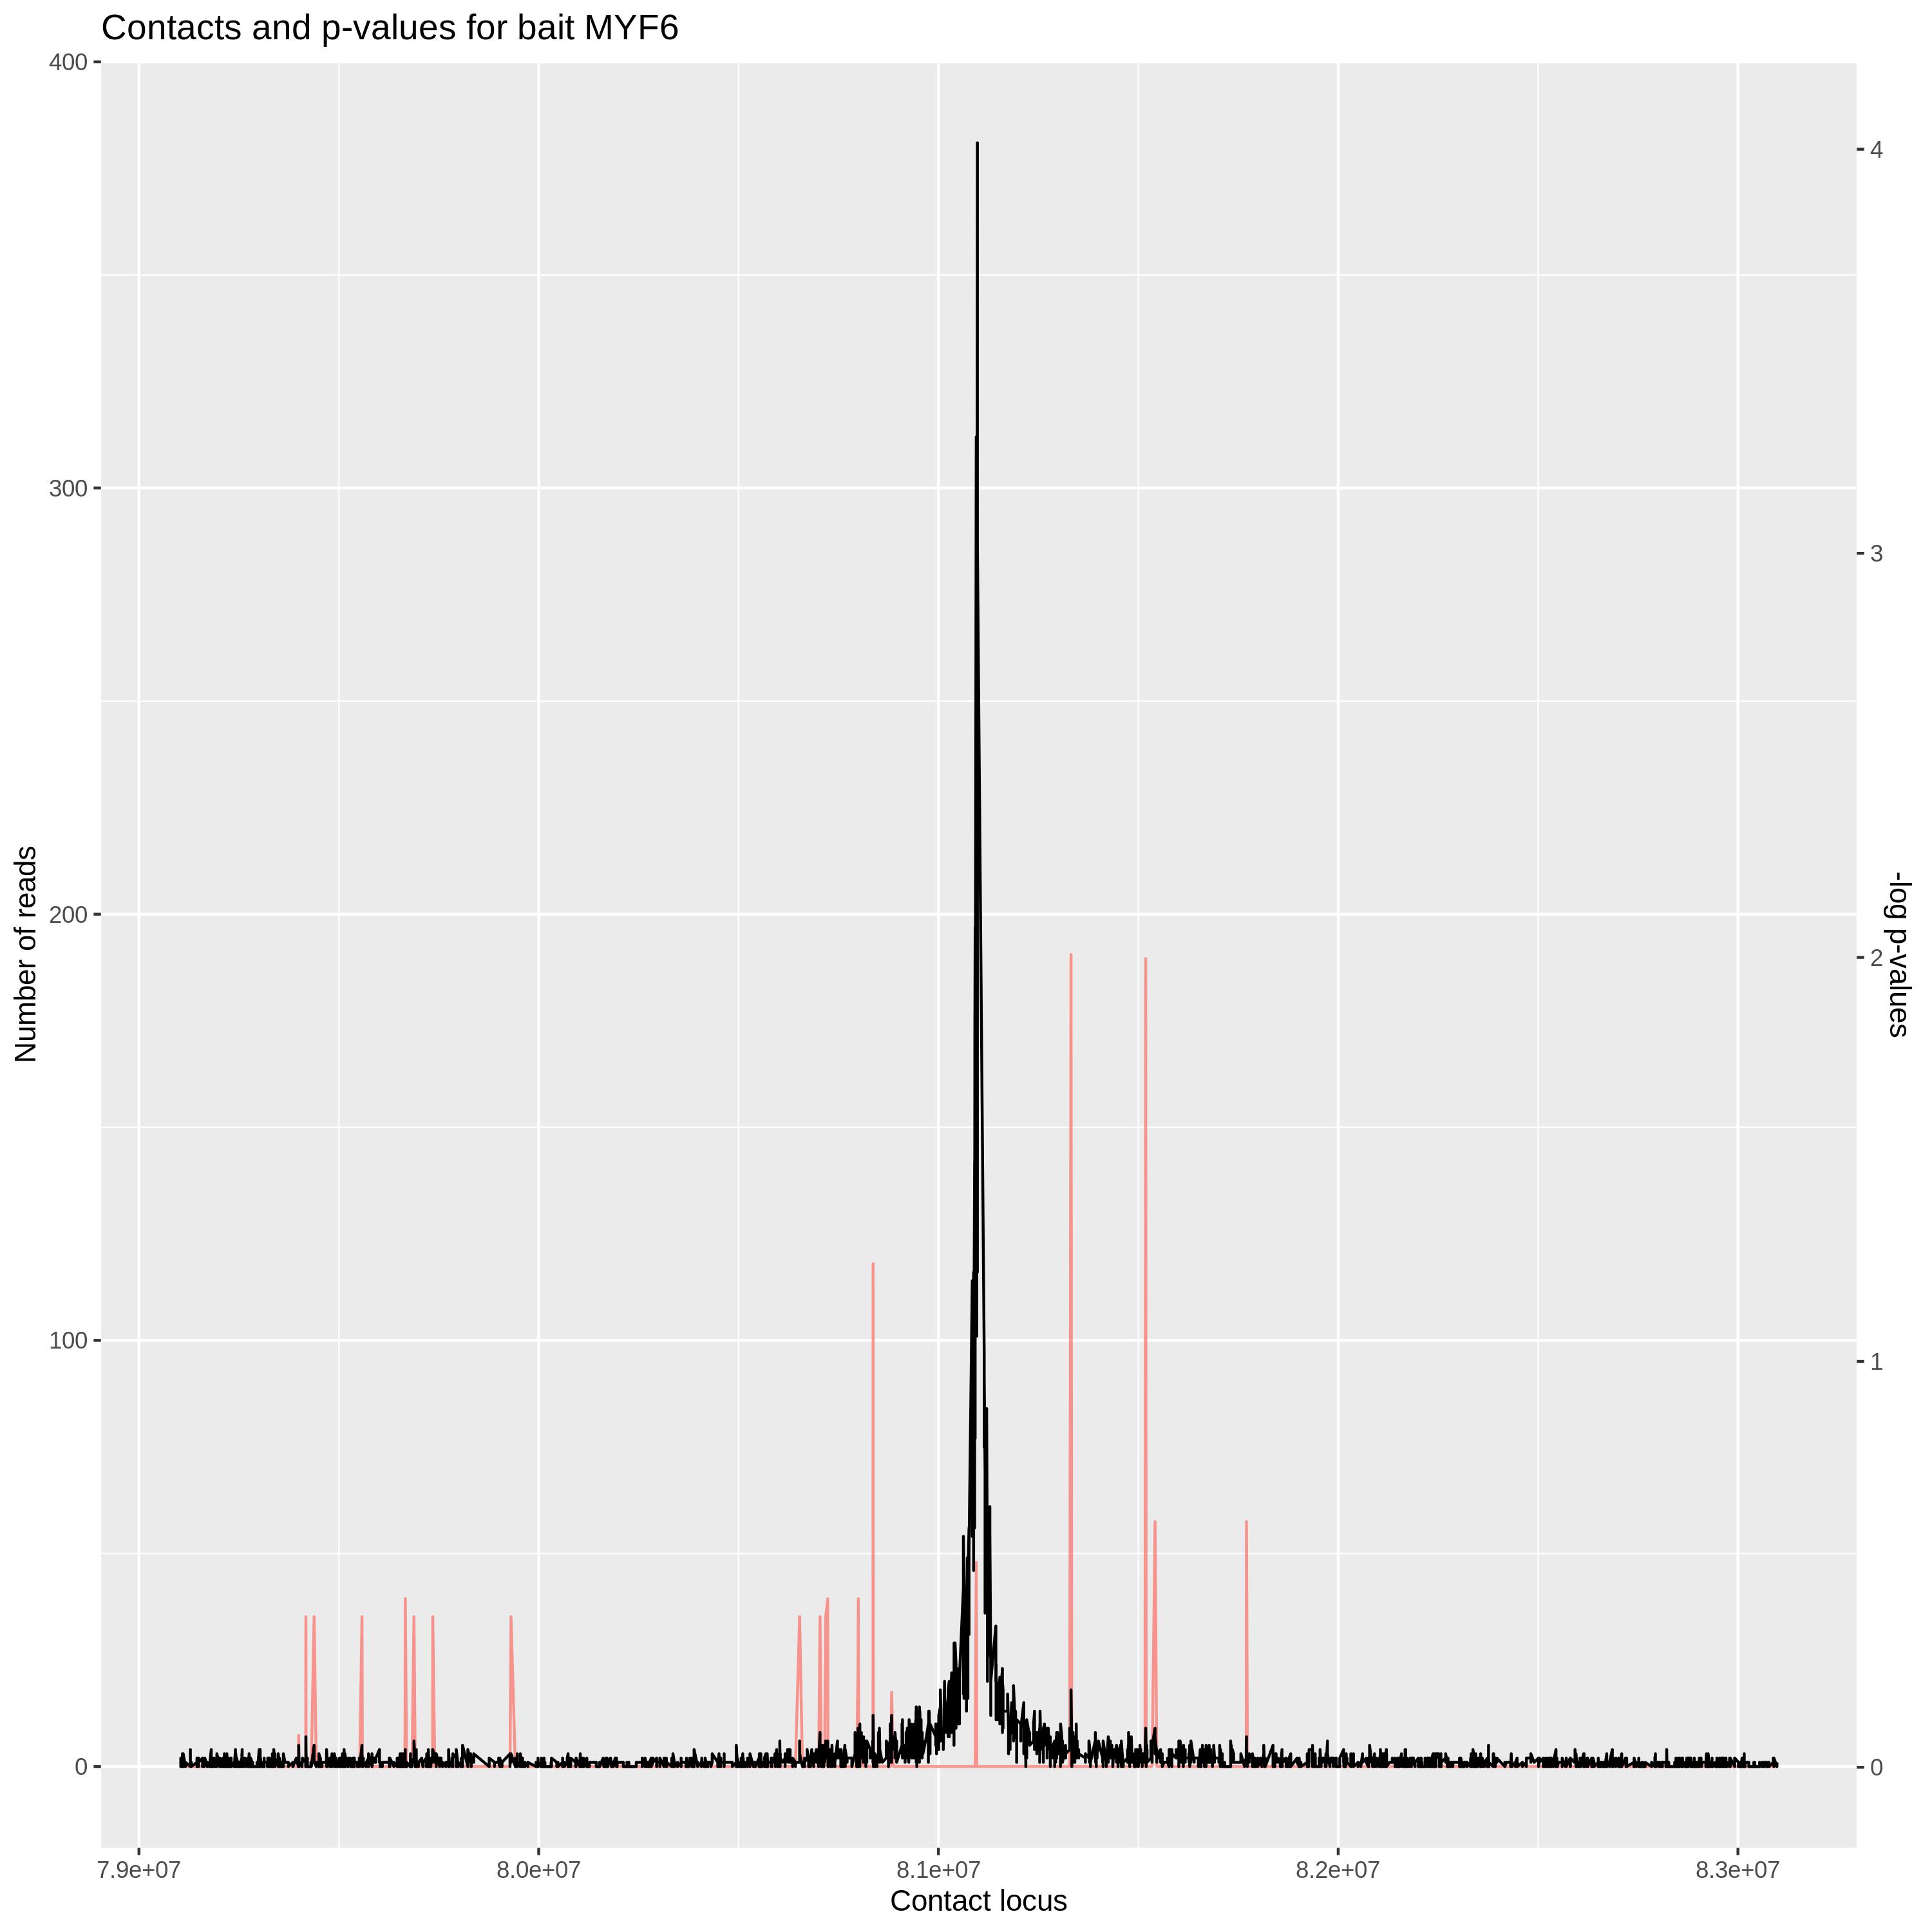 Contacts and p-values for bait MYF6
400
300
200
100
0
Number of reads
4
3
2
1
0
-log p-values
7.9e+07
8.0e+07
8.1e+07
8.2e+07
8.3e+07
Contact locus